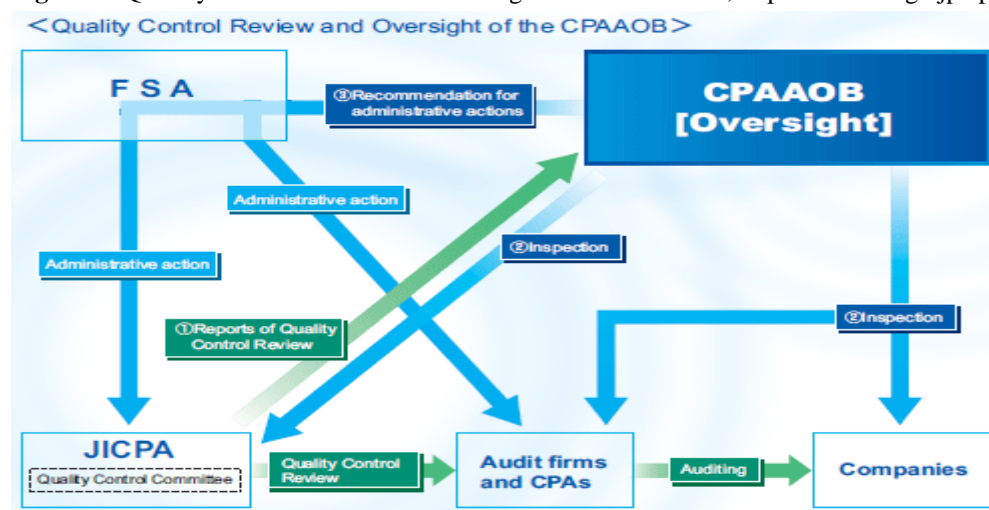 <Quality Control Review and Oversight of the CPAAOB>
FSA
③Recommendation for
administrative actions
CPAAOB
[Oversight]
Administrative action
Administrative action
②Inspection
①Reports of Quality
Control Review
②Inspection
JICPA
Quality Control Committee
Quality Control
Review
Audit firms
and CPAs
Auditing
Companies